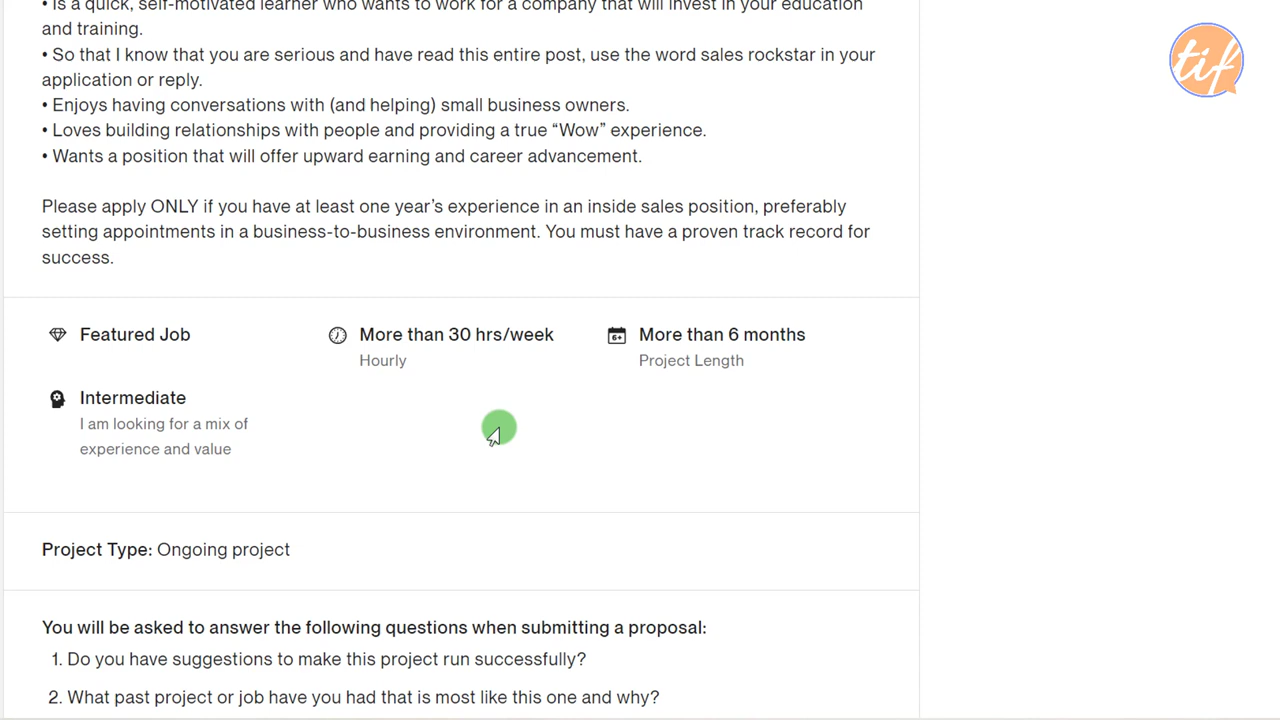 • Is a quick, self-motivated learner who wants to work for a company that will invest in your education
and training.
• So that I know that you are serious and have read this entire post, use the word sales rockstar in your
application or reply.
• Enjoys having conversations with (and helping) small business owners.
• Loves building relationships with people and providing a true “Wow” experience.
• Wants a position that will offer upward earning and career advancement.
Please apply ONLY if you have at least one year’s experience in an inside sales position, preferably
setting appointments in a business-to-business environment. You must have a proven track record for
success.
Featured Job
More than 30 hrs/week
Hourly
6+
More than 6 months
Project Length
Intermediate
I am looking for a mix of
experience and value
Project Type: Ongoing project
You will be asked to answer the following questions when submitting a proposal:
1. Do you have suggestions to make this project run successfully?
2. What past project or job have you had that is most like this one and why?
tif